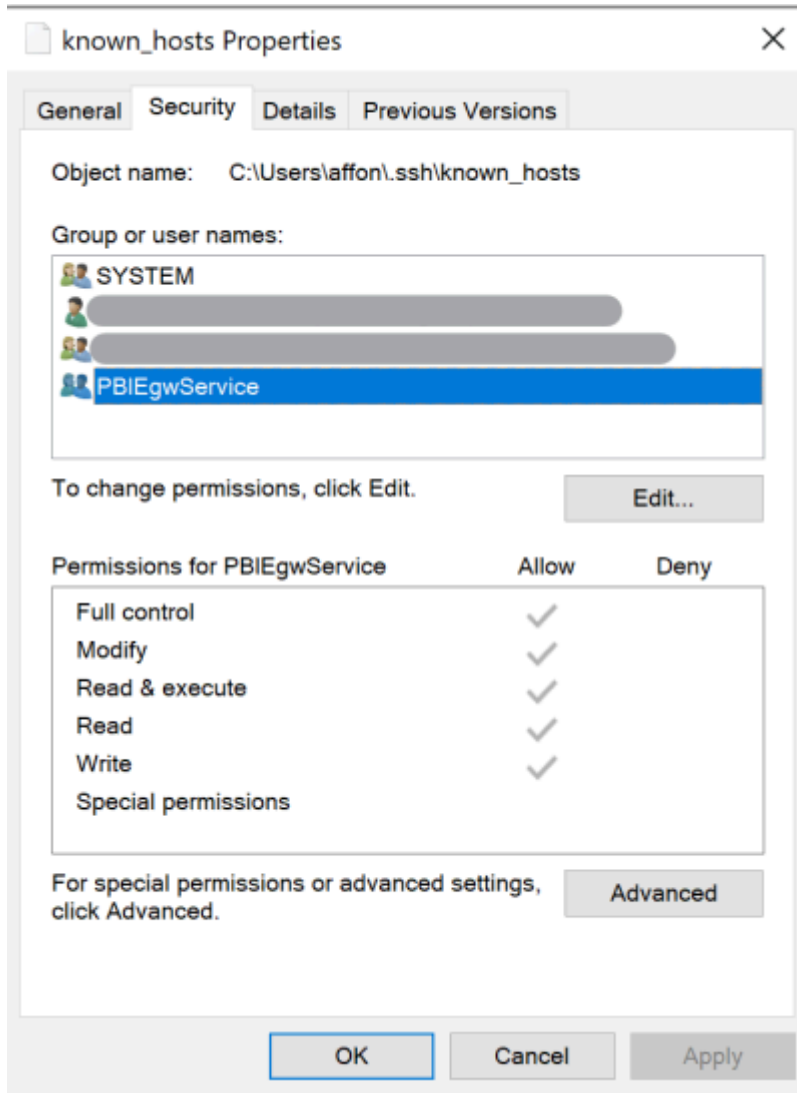 known_hosts Properties
General Security Details Previous Versions
Object name: C:\Users\affon\.ssh\known_hosts
Group or user names:
SYSTEM
PBIEgwService
To change permissions, click Edit.
Edit...
Permissions for PBIEgwService Allow Deny
Full control
Modify
Read & execute
Read
Write
Special permissions
For special permissions or advanced settings,
click Advanced.
Advanced
OK Cancel Apply